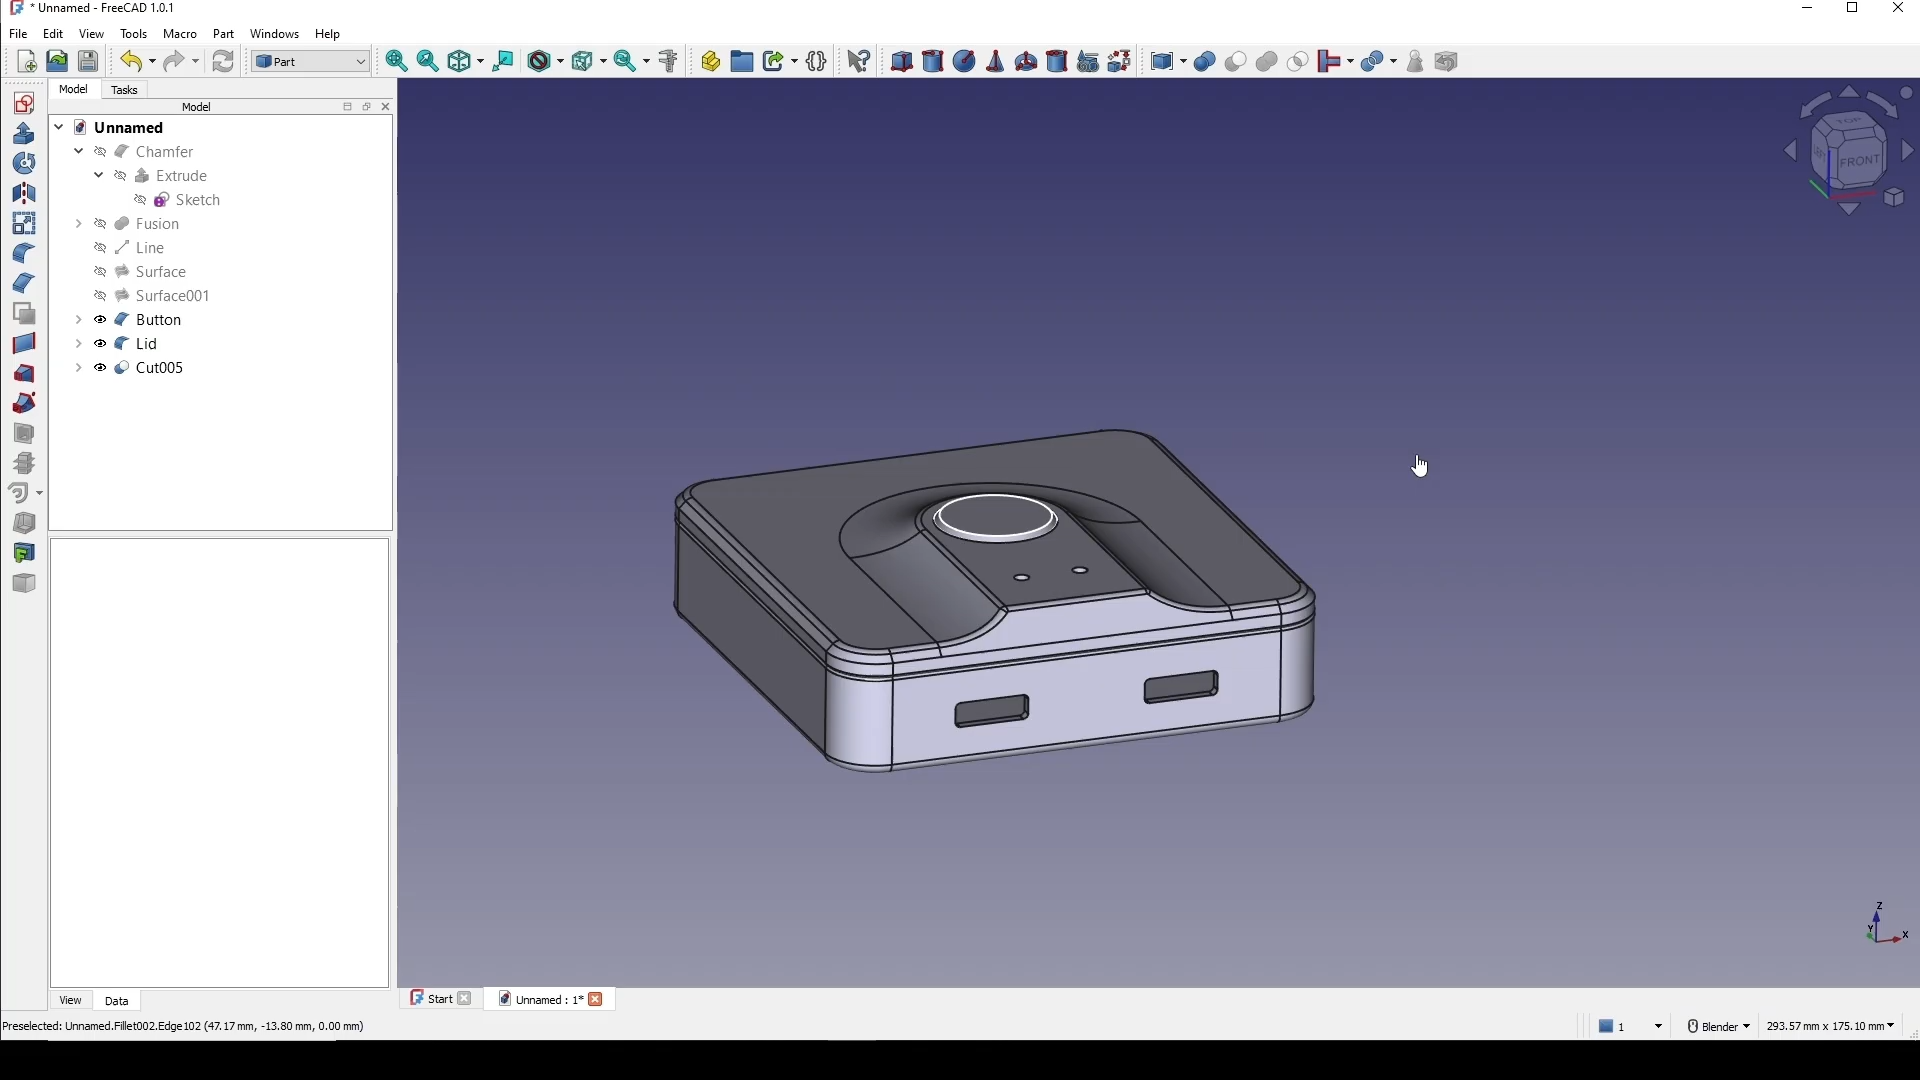 * Unnamed - FreeCAD 1.0.1
File Edit View Tools Macro Part Windows Help
Part
Model Tasks
Model
Unnamed
Chamfer
Extrude
Sketch
Fusion
Line
Surface
Surface001
Button
Lid
Cut005
TOP
FRONT
Z
Y X
View Data
Start Unnamed : 1*
Preselected: Unnamed.Fillet002.Edge102 (47.17 mm, -13.80 mm, 0.00 mm)
1 Blender 293.57 mm x 175.10 mm